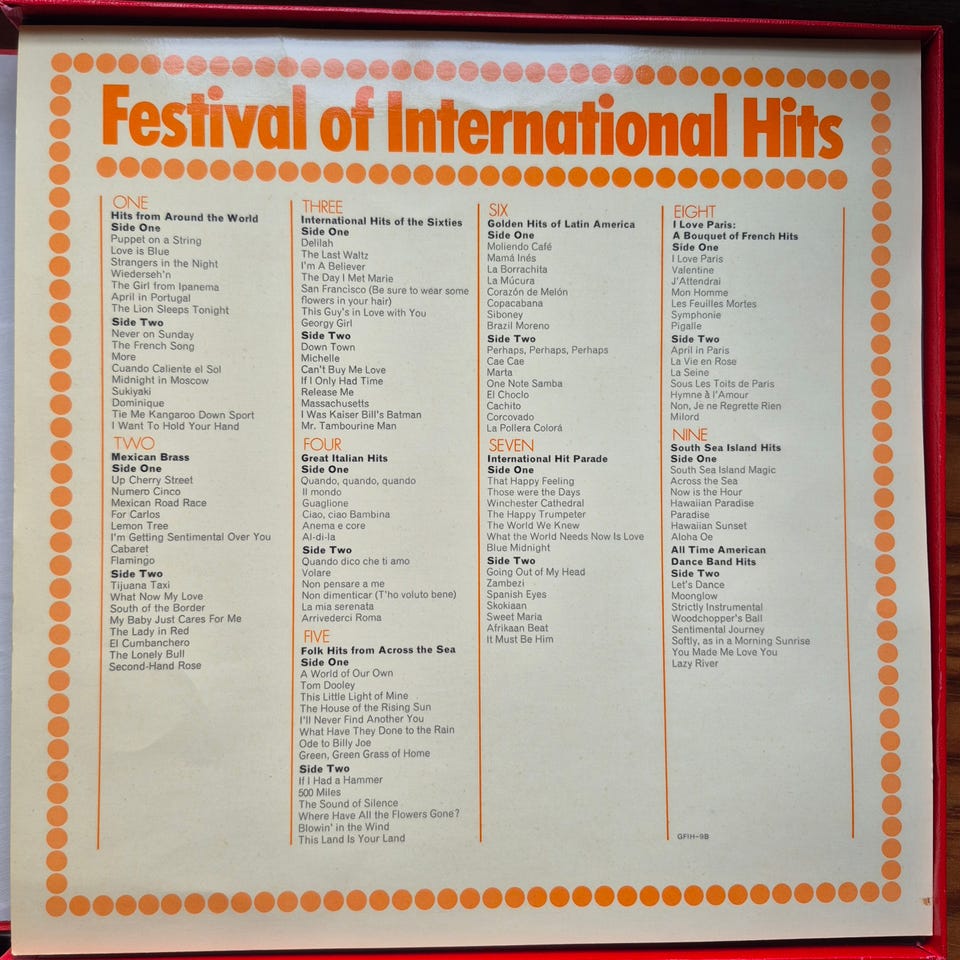 Festival of International Hits
ONE
Hits from Around the World
Side One
Puppet on a String
Love is Blue
Strangers in the Night
Wiederseh'n
The Girl from Ipanema
April in Portugal
The Lion Sleeps Tonight
Side Two
Never on Sunday
The French Song
More
Cuando Caliente el Sol
Midnight in Moscow
Sukiyaki
Dominique
Tie Me Kangaroo Down Sport
I Want To Hold Your Hand
TWO
Mexican Brass
Side One
Up Cherry Street
Numero Cinco
Mexican Road Race
For Carlos
Lemon Tree
I'm Getting Sentimental Over You
Cabaret
Flamingo
Side Two
Tijuana Taxi
What Now My Love
South of the Border
My Baby Just Cares For Me
The Lady in Red
El Cumbanchero
The Lonely Bull
Second-Hand Rose
THREE
International Hits of the Sixties
Side One
Delilah
The Last Waltz
I'm A Believer
The Day I Met Marie
San Francisco (Be sure to wear some
flowers in your hair)
This Guy's in Love with You
Georgy Girl
Side Two
Down Town
Michelle
Can't Buy Me Love
If I Only Had Time
Release Me
Massachusetts
I Was Kaiser Bill's Batman
Mr. Tambourine Man
FOUR
Great Italian Hits
Side One
Quando, quando, quando
Il mondo
Guaglione
Ciao, ciao Bambina
Anema e core
Al-di-la
Side Two
Quando dico che ti amo
Volare
Non pensare a me
Non dimenticar (T'ho voluto bene)
La mia serenata
Arrivederci Roma
FIVE
Folk Hits from Across the Sea
Side One
A World of Our Own
Tom Dooley
This Little Light of Mine
The House of the Rising Sun
I'll Never Find Another You
What Have They Done to the Rain
Ode to Billy Joe
Green, Green Grass of Home
Side Two
If I Had a Hammer
500 Miles
The Sound of Silence
Where Have All the Flowers Gone?
Blowin' in the Wind
This Land Is Your Land
SIX
Golden Hits of Latin America
Side One
Moliendo Café
Mamá Inés
La Borrachita
La Múcura
Corazón de Melón
Copacabana
Siboney
Brazil Moreno
Side Two
Perhaps, Perhaps, Perhaps
Cae Cae
Marta
One Note Samba
El Choclo
Cachito
Corcovado
La Pollera Colorá
SEVEN
International Hit Parade
Side One
That Happy Feeling
Those were the Days
Winchester Cathedral
The Happy Trumpeter
The World We Knew
What the World Needs Now Is Love
Blue Midnight
Side Two
Going Out of My Head
Zambezi
Spanish Eyes
Skokiaan
Sweet Maria
Afrikaan Beat
It Must Be Him
EIGHT
I Love Paris:
A Bouquet of French Hits
Side One
I Love Paris
Valentine
J'Attendrai
Mon Homme
Les Feuilles Mortes
Symphonie
Pigalle
Side Two
April in Paris
La Vie en Rose
La Seine
Sous Les Toits de Paris
Hymne à l'Amour
Non, Je ne Regrette Rien
Milord
NINE
South Sea Island Hits
Side One
South Sea Island Magic
Across the Sea
Now is the Hour
Hawaiian Paradise
Paradise
Hawaiian Sunset
Aloha Oe
All Time American
Dance Band Hits
Side Two
Let's Dance
Moonglow
Strictly Instrumental
Woodchopper's Ball
Sentimental Journey
Softly, as in a Morning Sunrise
You Made Me Love You
Lazy River
GFIH-9B